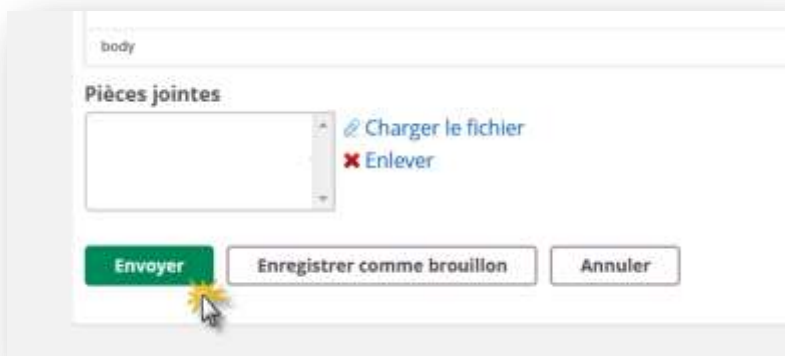 body
Pièces jointes
Charger le fichier
Enlever
Envoyer Enregistrer comme brouillon Annuler